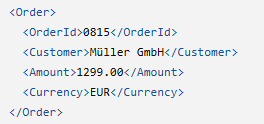 <Order>
  <OrderId>0815</OrderId>
  <Customer>Müller GmbH</Customer>
  <Amount>1299.00</Amount>
  <Currency>EUR</Currency>
</Order>